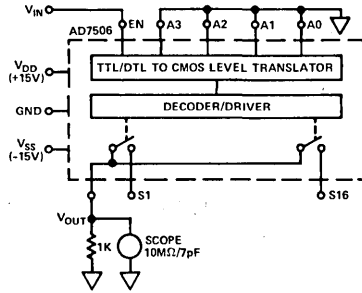 VIN
EN
A3
A2
A1
A0
AD7506
VDD
(+15V)
TTL/DTL TO CMOS LEVEL TRANSLATOR
GND
DECODER/DRIVER
VSS
(-15V)
S1
S16
VOUT
1K
SCOPE
10MΩ/7pF